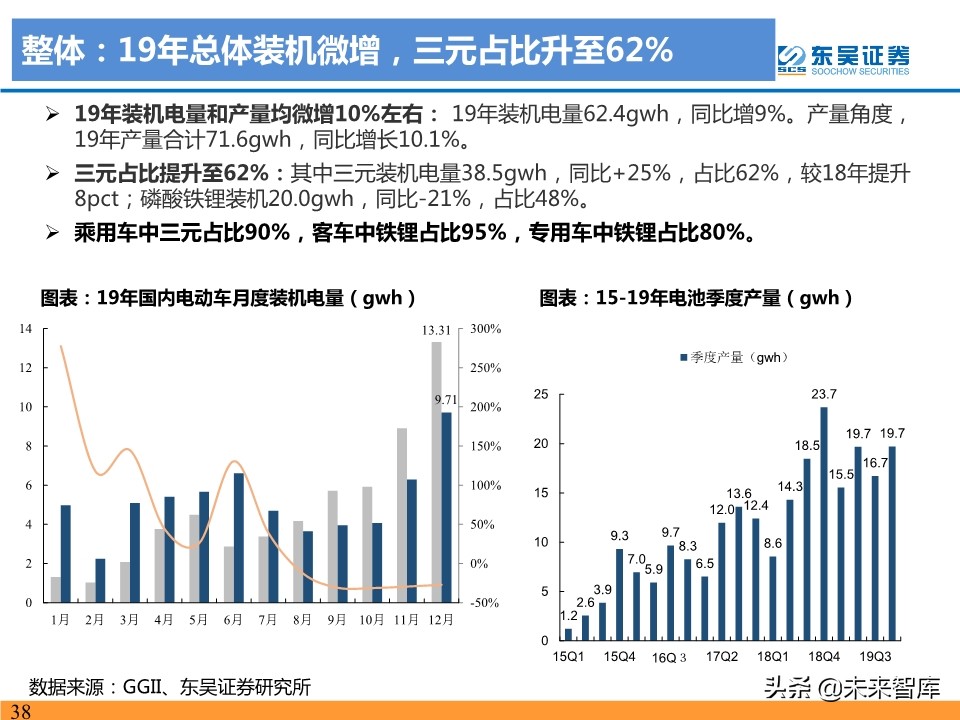 整体：19年总体装机微增，三元占比升至62%
东吴证券
SCS
SOOCHOW SECURITIES
➢ 19年装机电量和产量均微增10%左右： 19年装机电量62.4gwh，同比增9%。产量角度，
19年产量合计71.6gwh，同比增长10.1%。
➢ 三元占比提升至62%：其中三元装机电量38.5gwh，同比+25%，占比62%，较18年提升
8pct；磷酸铁锂装机20.0gwh，同比-21%，占比48%。
➢ 乘用车中三元占比90%，客车中铁锂占比95%，专用车中铁锂占比80%。
图表：19年国内电动车月度装机电量（gwh）
14
12
10
8
6
4
2
0
13.31
9.71
300%
250%
200%
150%
100%
50%
0%
-50%
1月 2月 3月 4月 5月 6月 7月 8月 9月 10月 11月 12月
图表：15-19年电池季度产量（gwh）
季度产量（gwh）
25
20
15
10
5
0
1.2
2.6
3.9
9.3
7.0
5.9
9.7
8.3
6.5
12.0
13.6
12.4
8.6
14.3
18.5
23.7
15.5
19.7
16.7
19.7
15Q1 15Q4 16Q 3 17Q2 18Q1 18Q4 19Q3
数据来源：GGII、东吴证券研究所
头条 @未来智库
38